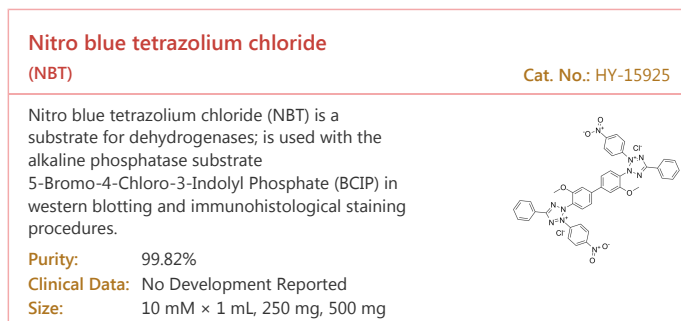 Nitro blue tetrazolium chloride
(NBT)
Cat. No.: HY-15925
Nitro blue tetrazolium chloride (NBT) is a
substrate for dehydrogenases; is used with the
alkaline phosphatase substrate
5-Bromo-4-Chloro-3-Indolyl Phosphate (BCIP) in
western blotting and immunohistological staining
procedures.
Purity: 99.82%
Clinical Data: No Development Reported
Size: 10 mM × 1 mL, 250 mg, 500 mg